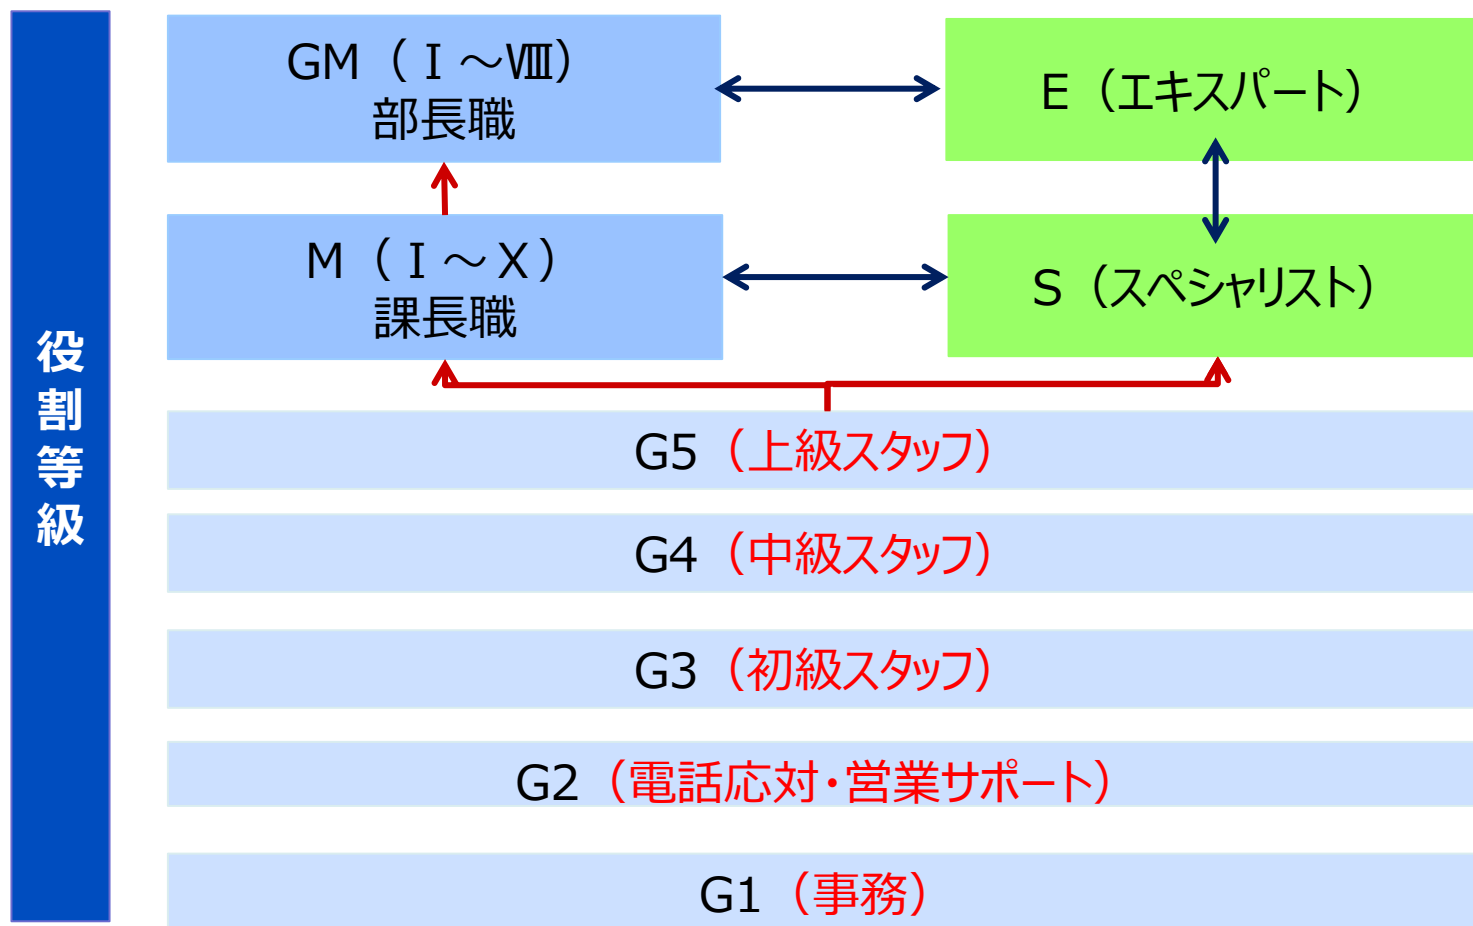 役割等級
GM（Ⅰ～Ⅷ）
部長職
E（エキスパート）
M（Ⅰ～Ⅹ）
課長職
S（スペシャリスト）
G5（上級スタッフ）
G4（中級スタッフ）
G3（初級スタッフ）
G2（電話応対・営業サポート）
G1（事務）